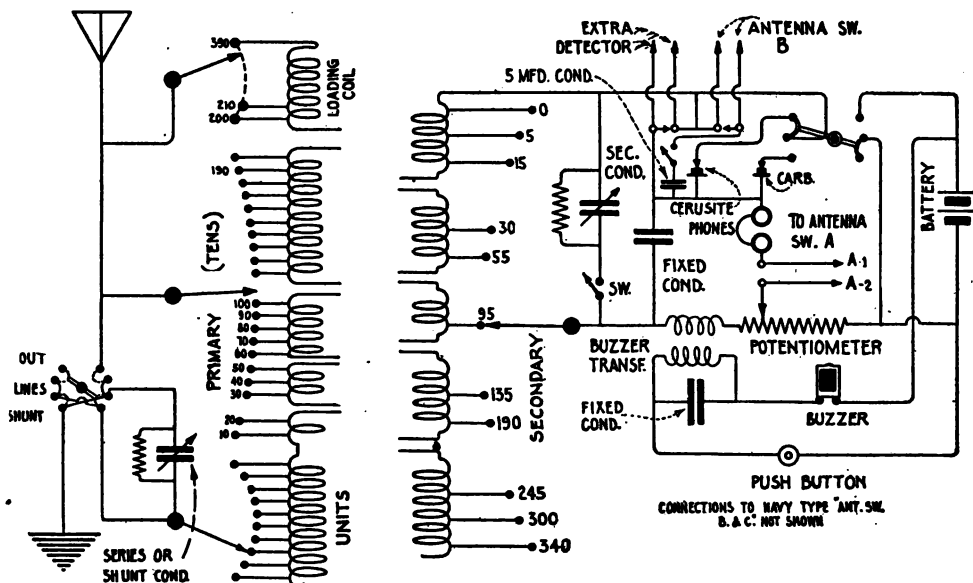 EXTRA
DETECTOR
ANTENNA SW.
B
5 MFD. COND.
350
210
200
LOADING
COIL
0
5
15
190
(TENS)
30
55
SEC.
COND.
CERUSITE
PHONES
CARB.
TO ANTENNA
SW. A
A-1
A-2
BATTERY
FIXED
COND.
SW.
100
90
80
70
60
50
40
30
20
10
PRIMARY
95
SECONDARY
BUZZER
TRANSF.
POTENTIOMETER
OUT
LINES
SHUNT
135
190
FIXED
COND.
BUZZER
UNITS
245
300
340
PUSH BUTTON
CONNECTIONS TO NAVY TYPE "ANT. SW.
B. & C." NOT SHOWN
SERIES OR
SHUNT COND.